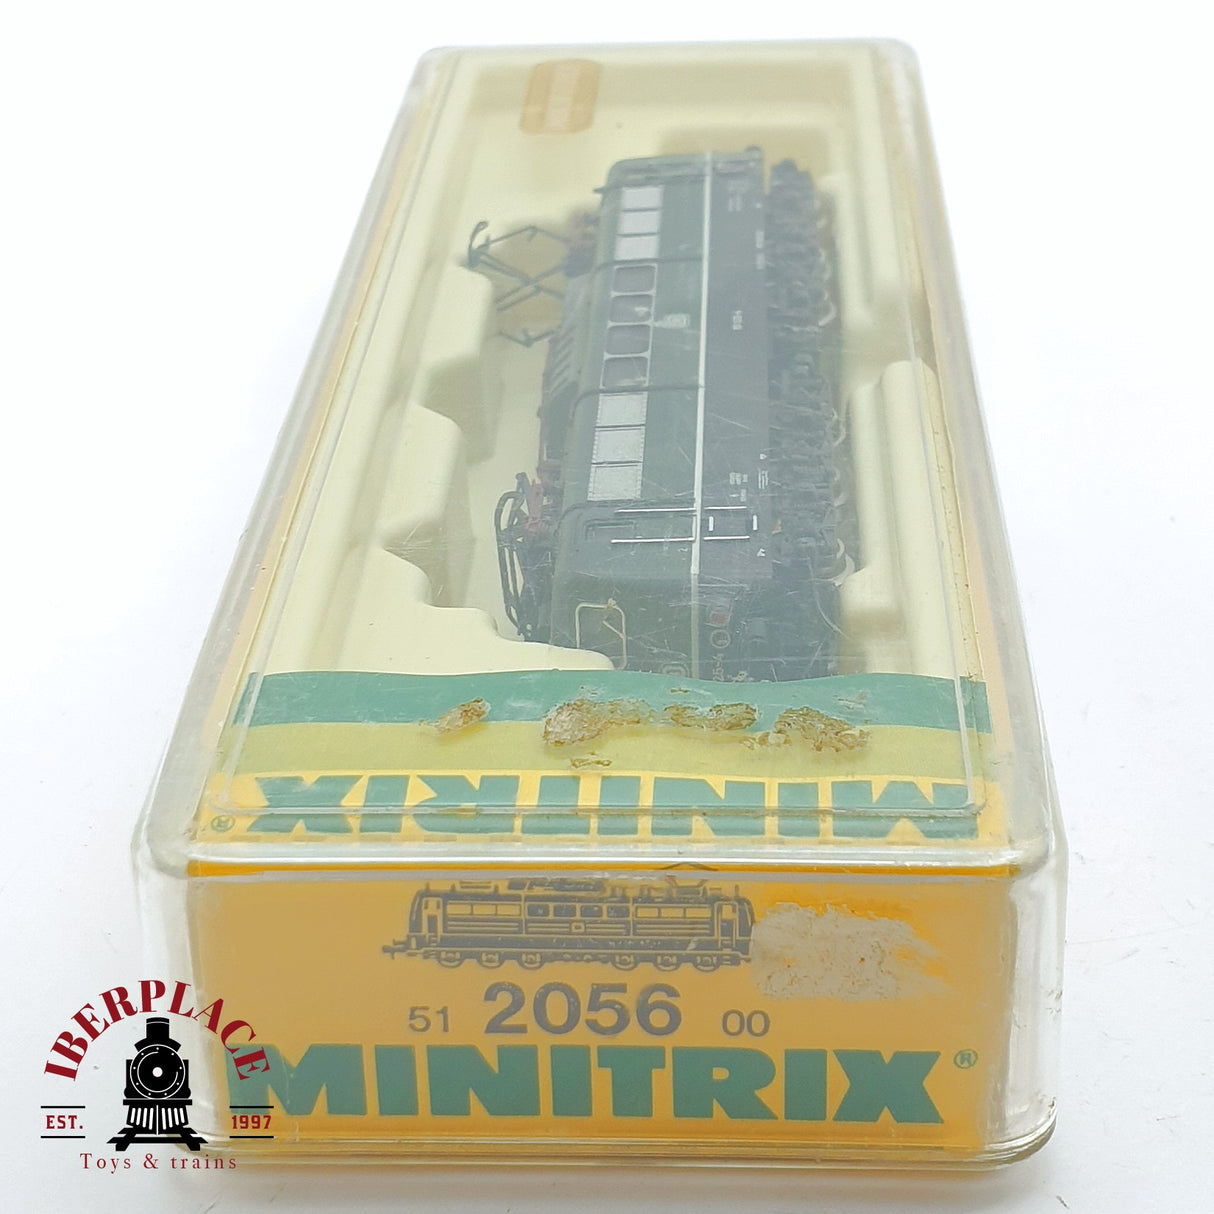 MINITRIX ®
51 2056 00
MINITRIX ®
IBERPLACE
EST. 1997
Toys & trains